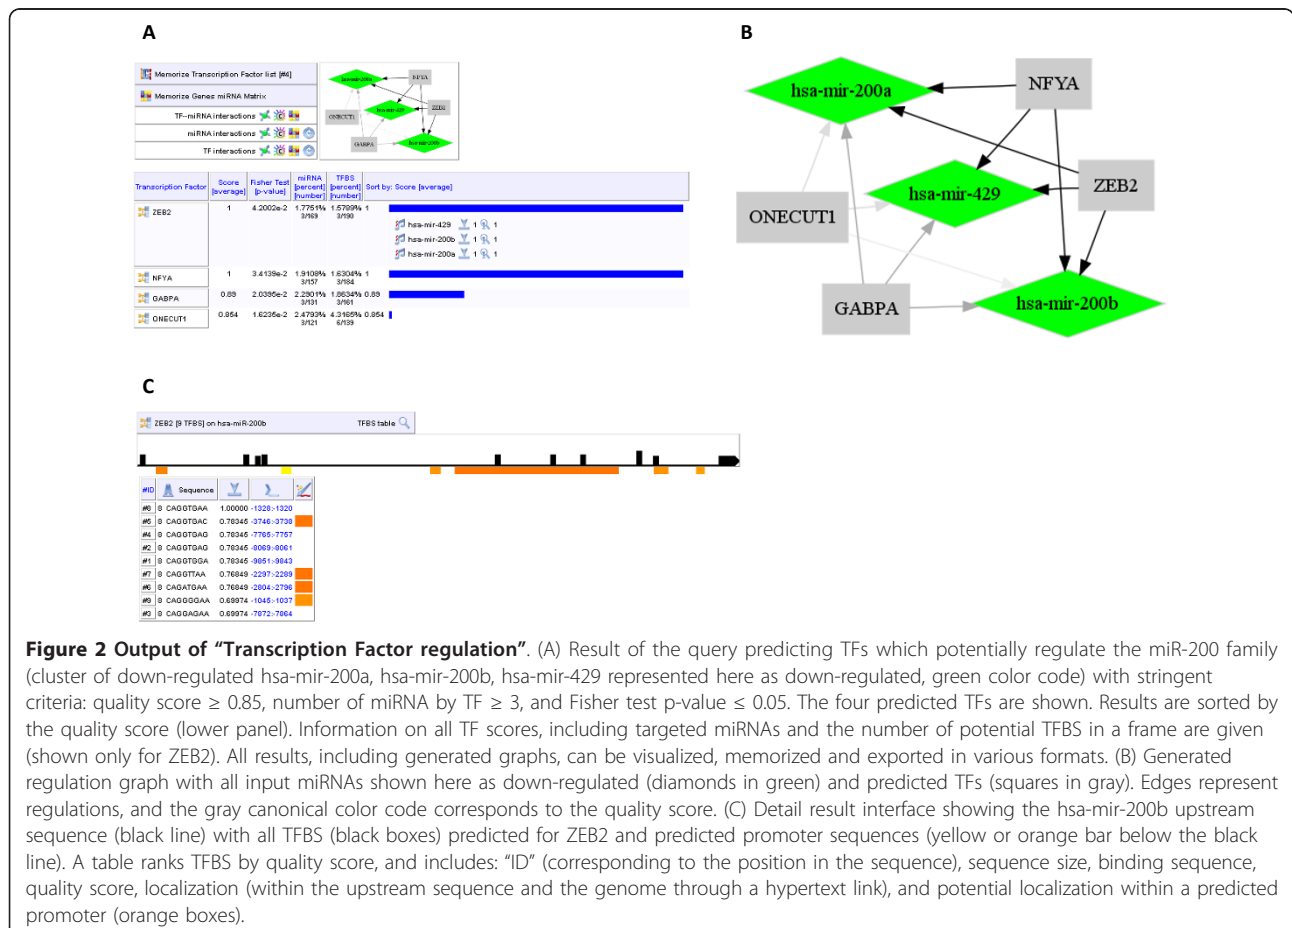 A
B
Memorize Transcription Factor list [#4]
Memorize Genes miRNA Matrix
TF--miRNA interactions
miRNA interactions
TF interactions
hsa-mir-200a
NFYA
hsa-mir-429
ZEB2
ONECUT1
GABPA
hsa-mir-200b
hsa-mir-200a
NFYA
hsa-mir-429
ZEB2
ONECUT1
GABPA
hsa-mir-200b
Transcription Factor Score [average] Fisher Test [p-value] miRNA [percent] [number] TFBS [percent] [number] Sort by: Score [average]
ZEB2 1 4.2002e-2 1.7751% 3/169 1.5789% 3/190 1
hsa-mir-429 1 1
hsa-mir-200b 1 1
hsa-mir-200a 1 1
NFYA 1 3.4139e-2 1.9108% 3/157 1.6304% 3/184 1
GABPA 0.89 2.0395e-2 2.2901% 3/131 1.8634% 3/161 0.89
ONECUT1 0.854 1.6235e-2 2.4793% 3/121 4.3165% 6/139 0.854
C
ZEB2 [9 TFBS] on hsa-miR-200b TFBS table
#ID Sequence
#8 8 CAGGTGAA 1.00000 -1328>-1320
#5 8 CAGGTGAC 0.78345 -3746>-3738
#4 8 CAGGTGAG 0.78345 -7765>-7757
#2 8 CAGGTGAG 0.78345 -8069>-8061
#1 8 CAGGTGGA 0.78345 -9851>-9843
#7 8 CAGGTTAA 0.76849 -2297>-2289
#6 8 CAGATGAA 0.76849 -2804>-2796
#9 8 CAGGGGAA 0.69974 -1045>-1037
#3 8 CAGGAGAA 0.69974 -7872>-7864
Figure 2 Output of “Transcription Factor regulation”. (A) Result of the query predicting TFs which potentially regulate the miR-200 family
(cluster of down-regulated hsa-mir-200a, hsa-mir-200b, hsa-mir-429 represented here as down-regulated, green color code) with stringent
criteria: quality score ≥ 0.85, number of miRNA by TF ≥ 3, and Fisher test p-value ≤ 0.05. The four predicted TFs are shown. Results are sorted by
the quality score (lower panel). Information on all TF scores, including targeted miRNAs and the number of potential TFBS in a frame are given
(shown only for ZEB2). All results, including generated graphs, can be visualized, memorized and exported in various formats. (B) Generated
regulation graph with all input miRNAs shown here as down-regulated (diamonds in green) and predicted TFs (squares in gray). Edges represent
regulations, and the gray canonical color code corresponds to the quality score. (C) Detail result interface showing the hsa-mir-200b upstream
sequence (black line) with all TFBS (black boxes) predicted for ZEB2 and predicted promoter sequences (yellow or orange bar below the black
line). A table ranks TFBS by quality score, and includes: “ID” (corresponding to the position in the sequence), sequence size, binding sequence,
quality score, localization (within the upstream sequence and the genome through a hypertext link), and potential localization within a predicted
promoter (orange boxes).